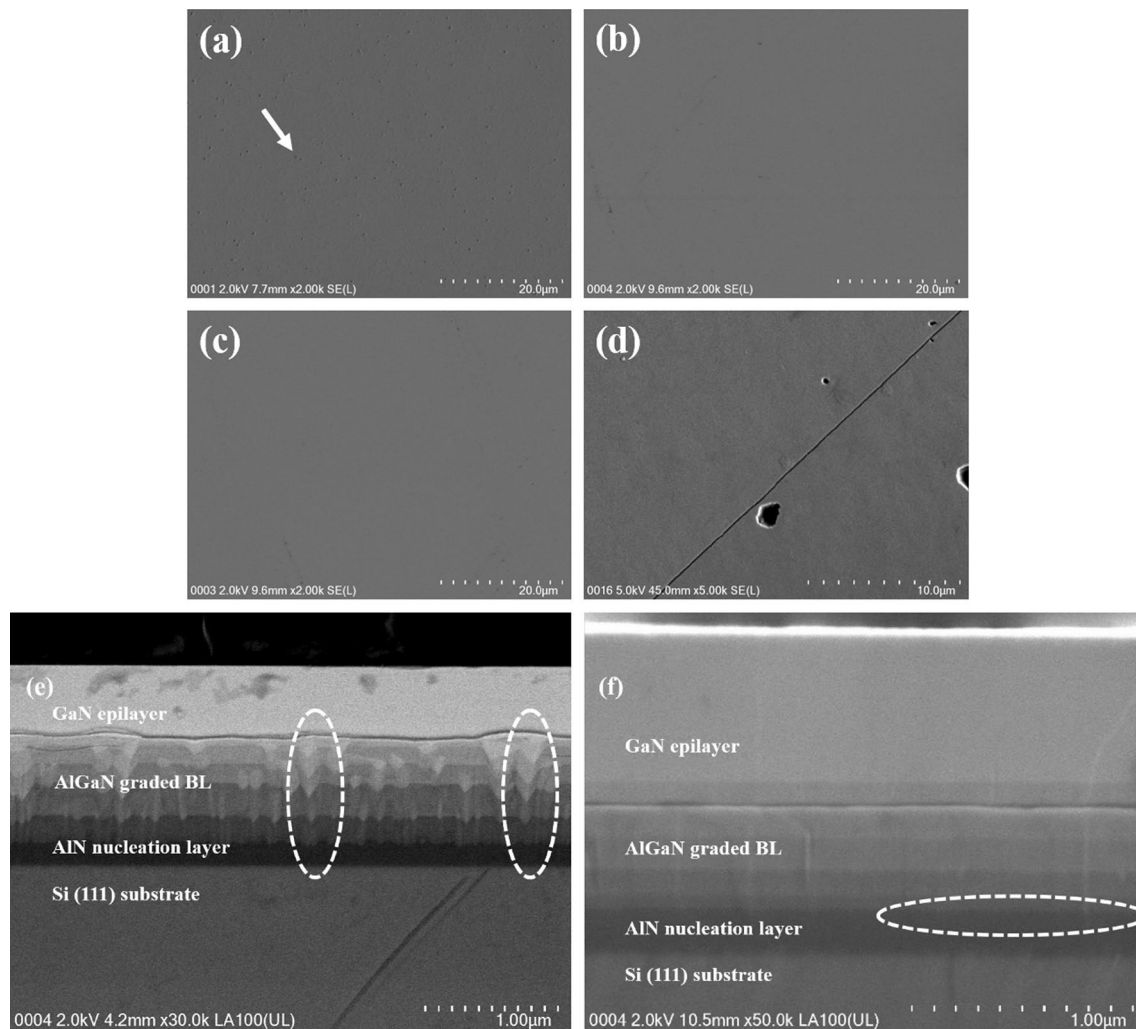 (a)
0001 2.0kV 7.7mm x2.00k SE(L)
20.0µm
(b)
0004 2.0kV 9.6mm x2.00k SE(L)
20.0µm
(c)
0003 2.0kV 9.6mm x2.00k SE(L)
20.0µm
(d)
0016 5.0kV 45.0mm x5.00k SE(L)
10.0µm
(e)
GaN epilayer
AlGaN graded BL
AlN nucleation layer
Si (111) substrate
0004 2.0kV 4.2mm x30.0k LA100(UL)
1.00µm
(f)
GaN epilayer
AlGaN graded BL
AlN nucleation layer
Si (111) substrate
0004 2.0kV 10.5mm x50.0k LA100(UL)
1.00µm